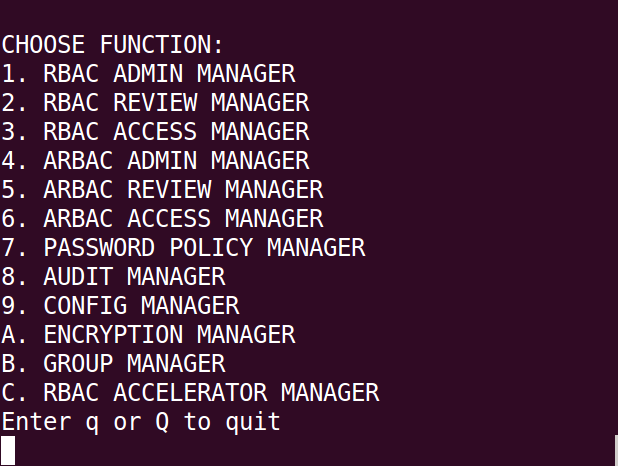 CHOOSE FUNCTION:
1. RBAC ADMIN MANAGER
2. RBAC REVIEW MANAGER
3. RBAC ACCESS MANAGER
4. ARBAC ADMIN MANAGER
5. ARBAC REVIEW MANAGER
6. ARBAC ACCESS MANAGER
7. PASSWORD POLICY MANAGER
8. AUDIT MANAGER
9. CONFIG MANAGER
A. ENCRYPTION MANAGER
B. GROUP MANAGER
C. RBAC ACCELERATOR MANAGER
Enter q or Q to quit